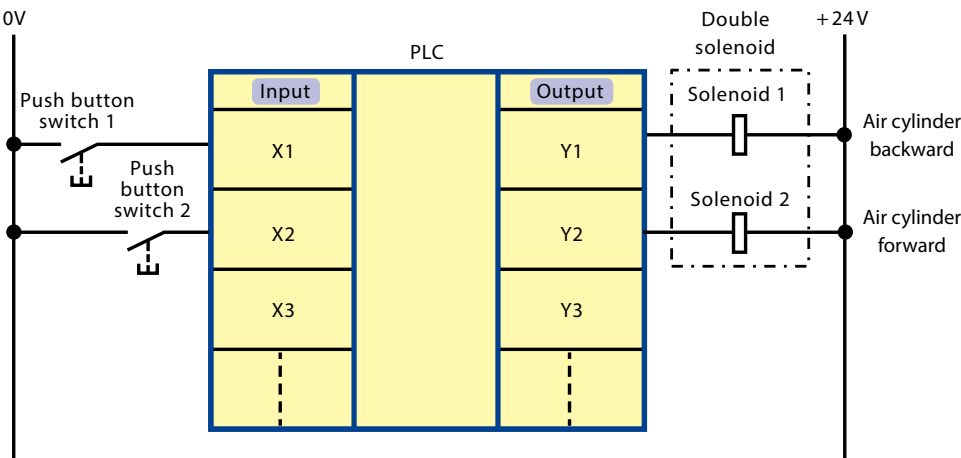 0V
Double
solenoid
+24V
PLC
Input
Output
Solenoid 1
Push button
switch 1
Air cylinder
backward
X1
Y1
Push
button
switch 2
Solenoid 2
Air cylinder
forward
X2
Y2
X3
Y3